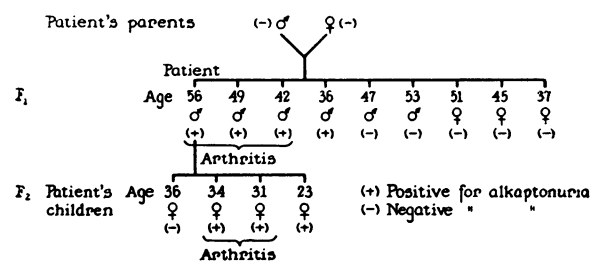 Patient's parents (-) ♂ ♀ (-)
Patient
F₁ Age 56 49 42 36 47 53 51 45 37
♂ ♂ ♂ ♂ ♂ ♂ ♀ ♀ ♀
(+) (+) (+) (+) (-) (-) (-) (-) (-)
Arthritis
F₂ Patient's Age 36 34 31 23 (+) Positive for alkaptonuria
children ♀ ♀ ♀ ♀ (-) Negative " "
(-) (+) (+) (+)
Arthritis